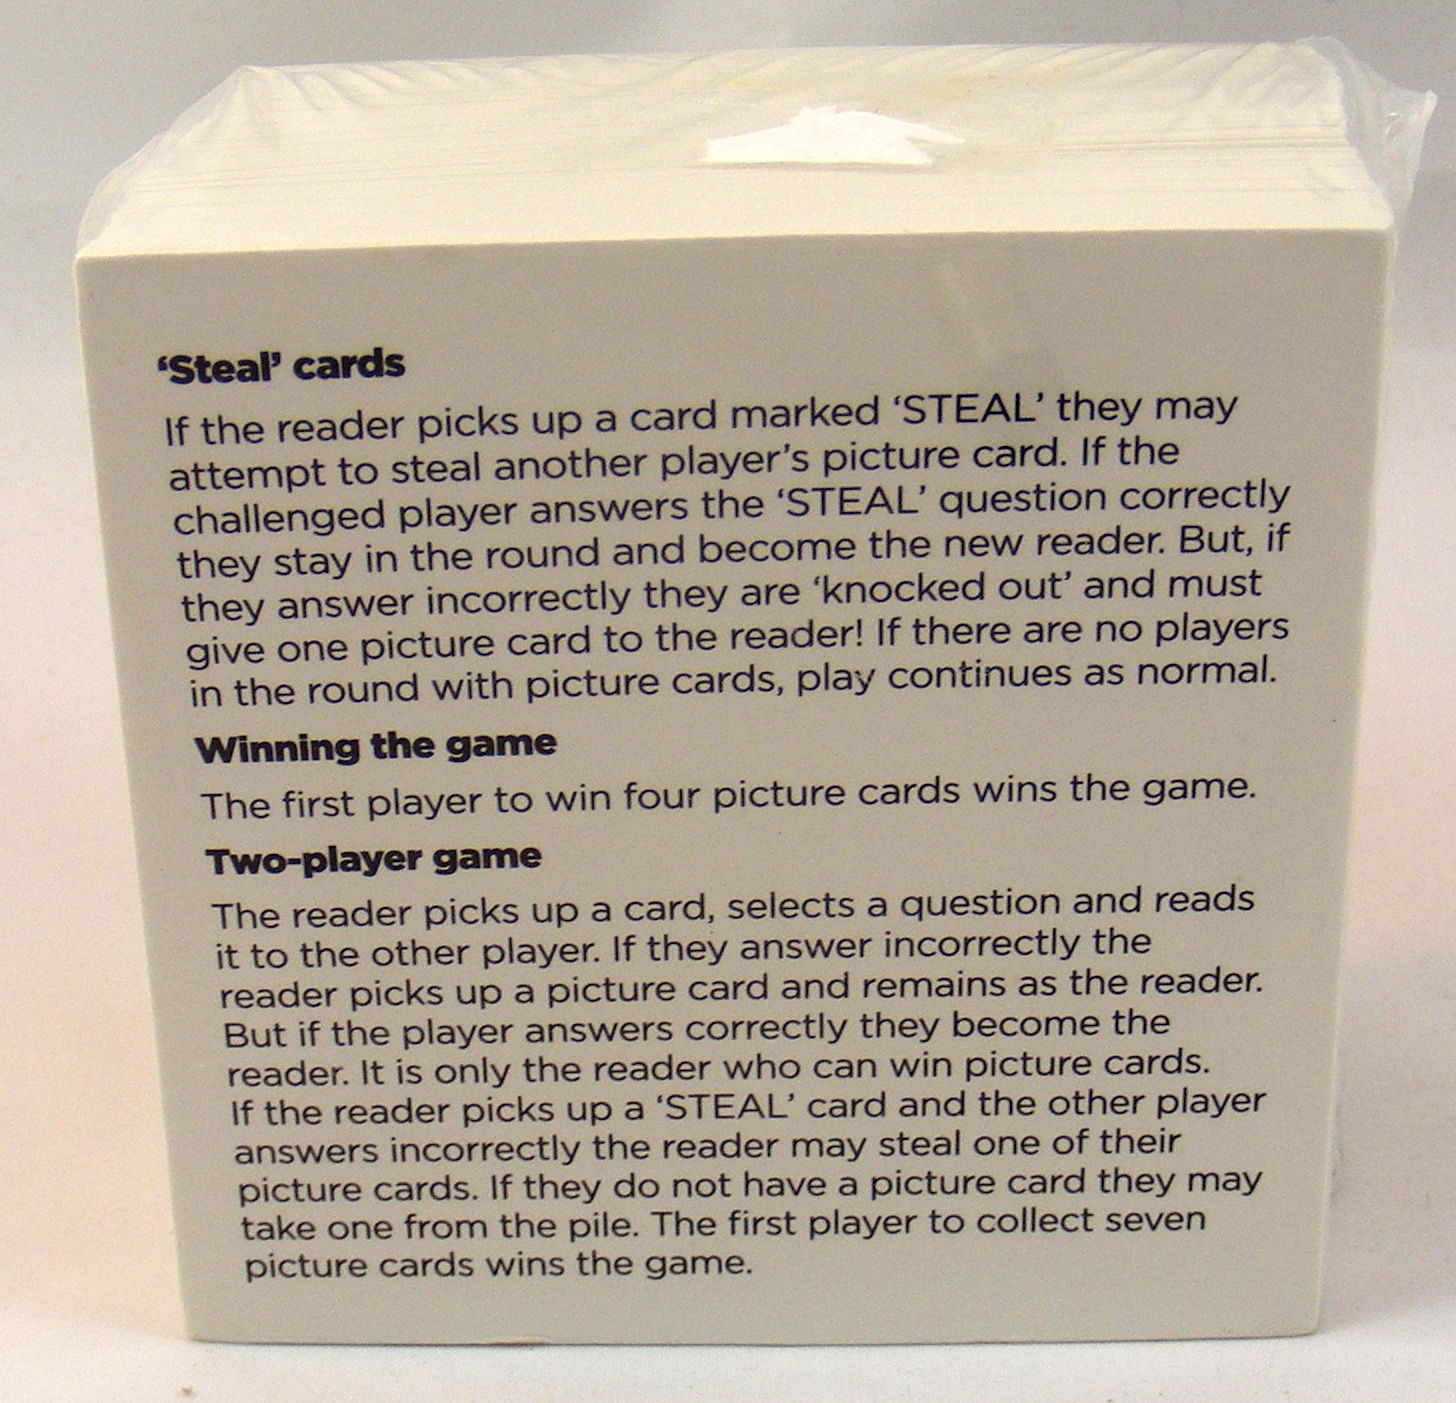 ‘Steal’ cards
If the reader picks up a card marked ‘STEAL’ they may
attempt to steal another player’s picture card. If the
challenged player answers the ‘STEAL’ question correctly
they stay in the round and become the new reader. But, if
they answer incorrectly they are ‘knocked out’ and must
give one picture card to the reader! If there are no players
in the round with picture cards, play continues as normal.
Winning the game
The first player to win four picture cards wins the game.
Two-player game
The reader picks up a card, selects a question and reads
it to the other player. If they answer incorrectly the
reader picks up a picture card and remains as the reader.
But if the player answers correctly they become the
reader. It is only the reader who can win picture cards.
If the reader picks up a ‘STEAL’ card and the other player
answers incorrectly the reader may steal one of their
picture cards. If they do not have a picture card they may
take one from the pile. The first player to collect seven
picture cards wins the game.